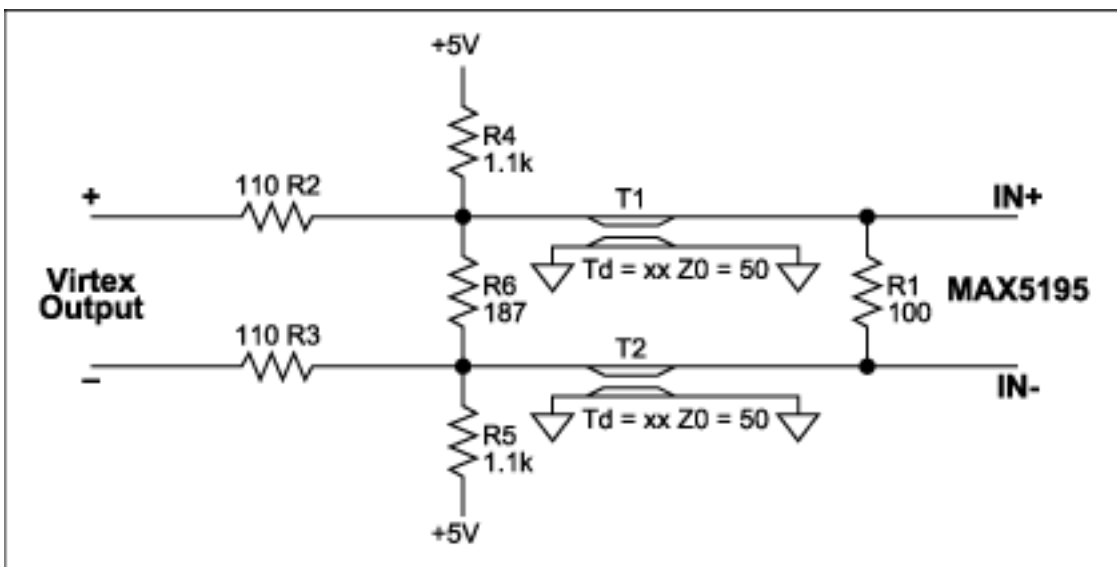 +5V
R4
1.1k
110 R2
T1
+
IN+
Td = xx Z0 = 50
Virtex
Output
R6
187
R1
100
MAX5195
110 R3
T2
–
IN-
Td = xx Z0 = 50
R5
1.1k
+5V